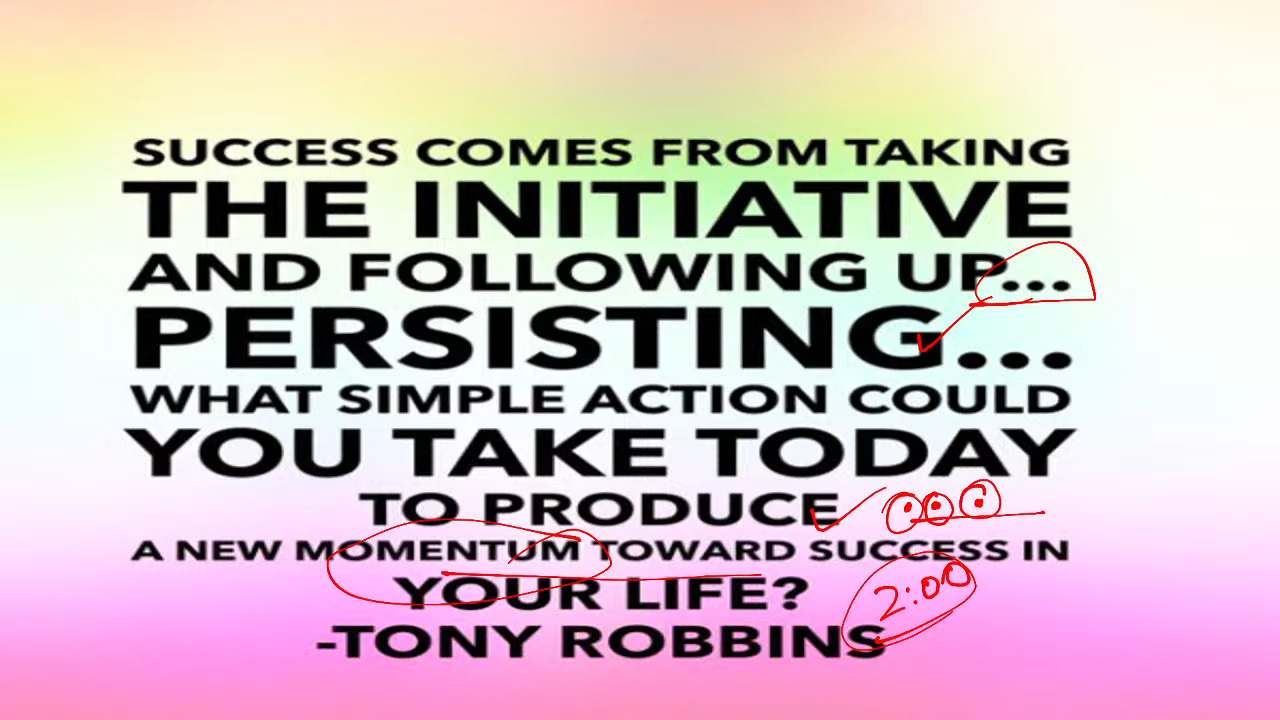 SUCCESS COMES FROM TAKING
THE INITIATIVE
AND FOLLOWING UP...
PERSISTING...
WHAT SIMPLE ACTION COULD
YOU TAKE TODAY
TO PRODUCE
A NEW MOMENTUM TOWARD SUCCESS IN
YOUR LIFE?
2:00
-TONY ROBBINS